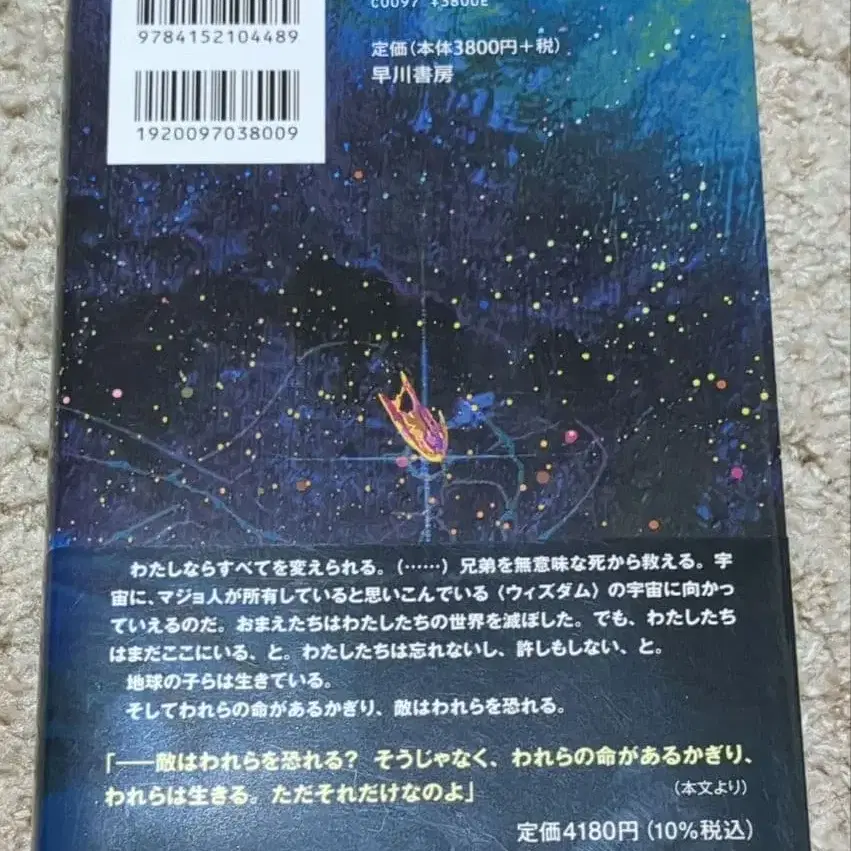 9784152104489
C0097 ¥3800E
1920097038009
定価(本体3800円+税)
早川書房
わたしならすべてを変えられる。(……)兄弟を無意味な死から救える。宇
宙に、マジョ人が所有していると思いこんでいる〈ウィズダム〉の宇宙に向かっ
ていえるのだ。おまえたちはわたしたちの世界を滅ぼした。でも、わたしたち
はまだここにいる、と。わたしたちは忘れないし、許しもしない、と。
地球の子らは生きている。
そしてわれらの命があるかぎり、敵はわれらを恐れる。
「――敵はわれらを恐れる? そうじゃなく、われらの命があるかぎり、
われらは生きる。ただそれだけなのよ」
(本文より)
定価4180円(10%税込)